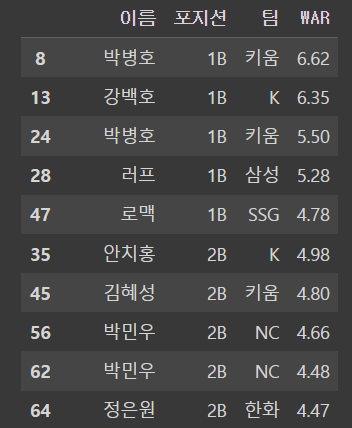 이름 포지션 팀 WAR
8 박병호 1B 키움 6.62
13 강백호 1B K 6.35
24 박병호 1B 키움 5.50
28 러프 1B 삼성 5.28
47 로맥 1B SSG 4.78
35 안치홍 2B K 4.98
45 김혜성 2B 키움 4.80
56 박민우 2B NC 4.66
62 박민우 2B NC 4.48
64 정은원 2B 한화 4.47